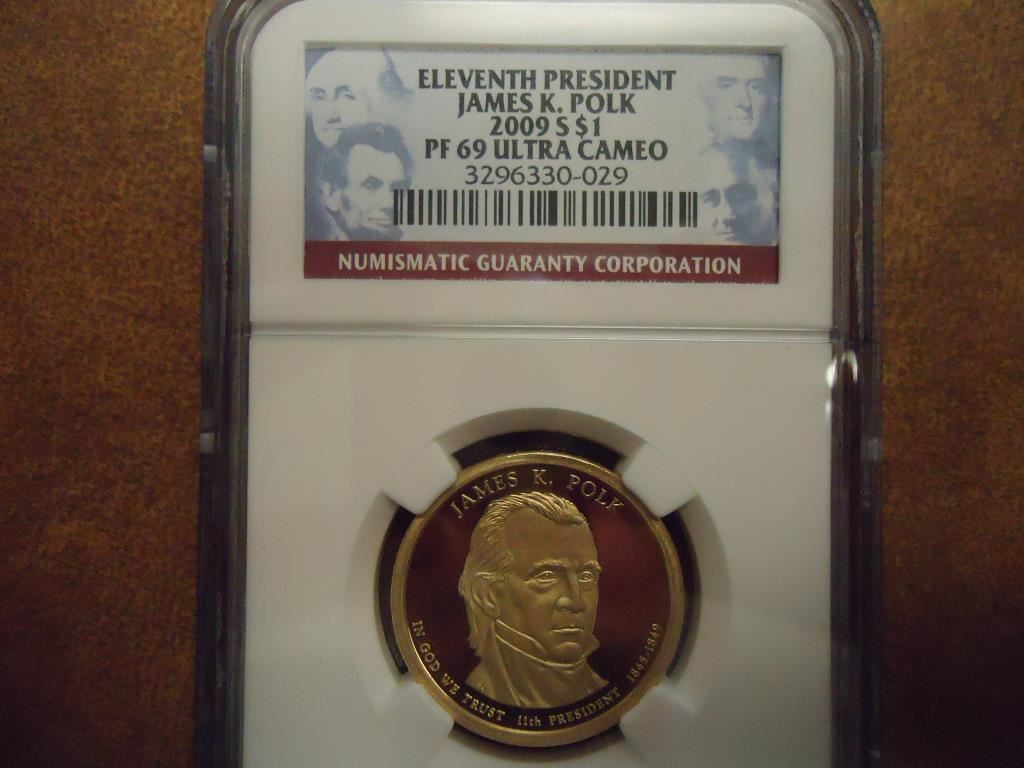 ELEVENTH PRESIDENT
JAMES K. POLK
2009 S $1
PF 69 ULTRA CAMEO
3296330-029
NUMISMATIC GUARANTY CORPORATION
JAMES K. POLK
IN GOD WE TRUST 11th PRESIDENT 1845-1849